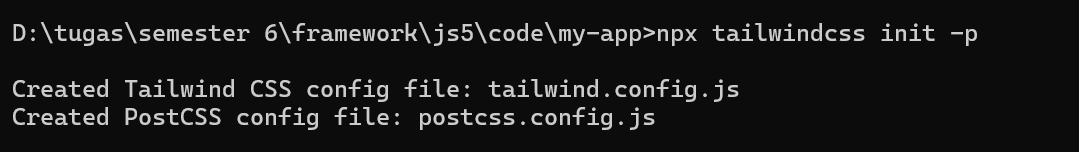 D:\tugas\semester 6\framework\js5\code\my-app>npx tailwindcss init -p
Created Tailwind CSS config file: tailwind.config.js
Created PostCSS config file: postcss.config.js